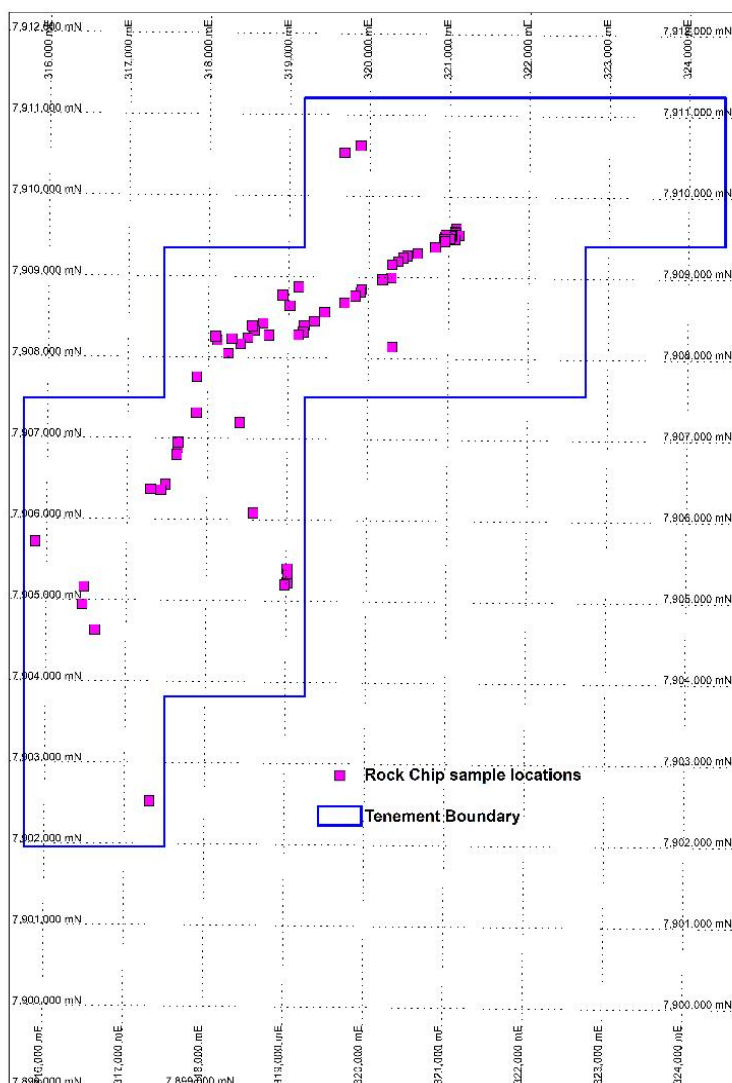 316,000 mE 317,000 mE 318,000 mE 319,000 mE 320,000 mE 321,000 mE 322,000 mE 323,000 mE 324,000 mE
7,912,000 mN 7,912,000 mN
7,911,000 mN 7,911,000 mN
7,910,000 mN 7,910,000 mN
7,909,000 mN 7,909,000 mN
7,908,000 mN 7,908,000 mN
7,907,000 mN 7,907,000 mN
7,906,000 mN 7,906,000 mN
7,905,000 mN 7,905,000 mN
7,904,000 mN 7,904,000 mN
7,903,000 mN 7,903,000 mN
Rock Chip sample locations
Tenement Boundary
7,902,000 mN 7,902,000 mN
7,901,000 mN 7,901,000 mN
7,900,000 mN 7,900,000 mN
316,000 mE 317,000 mE 318,000 mE 319,000 mE 320,000 mE 321,000 mE 322,000 mE 323,000 mE 324,000 mE
7,899,000 mN